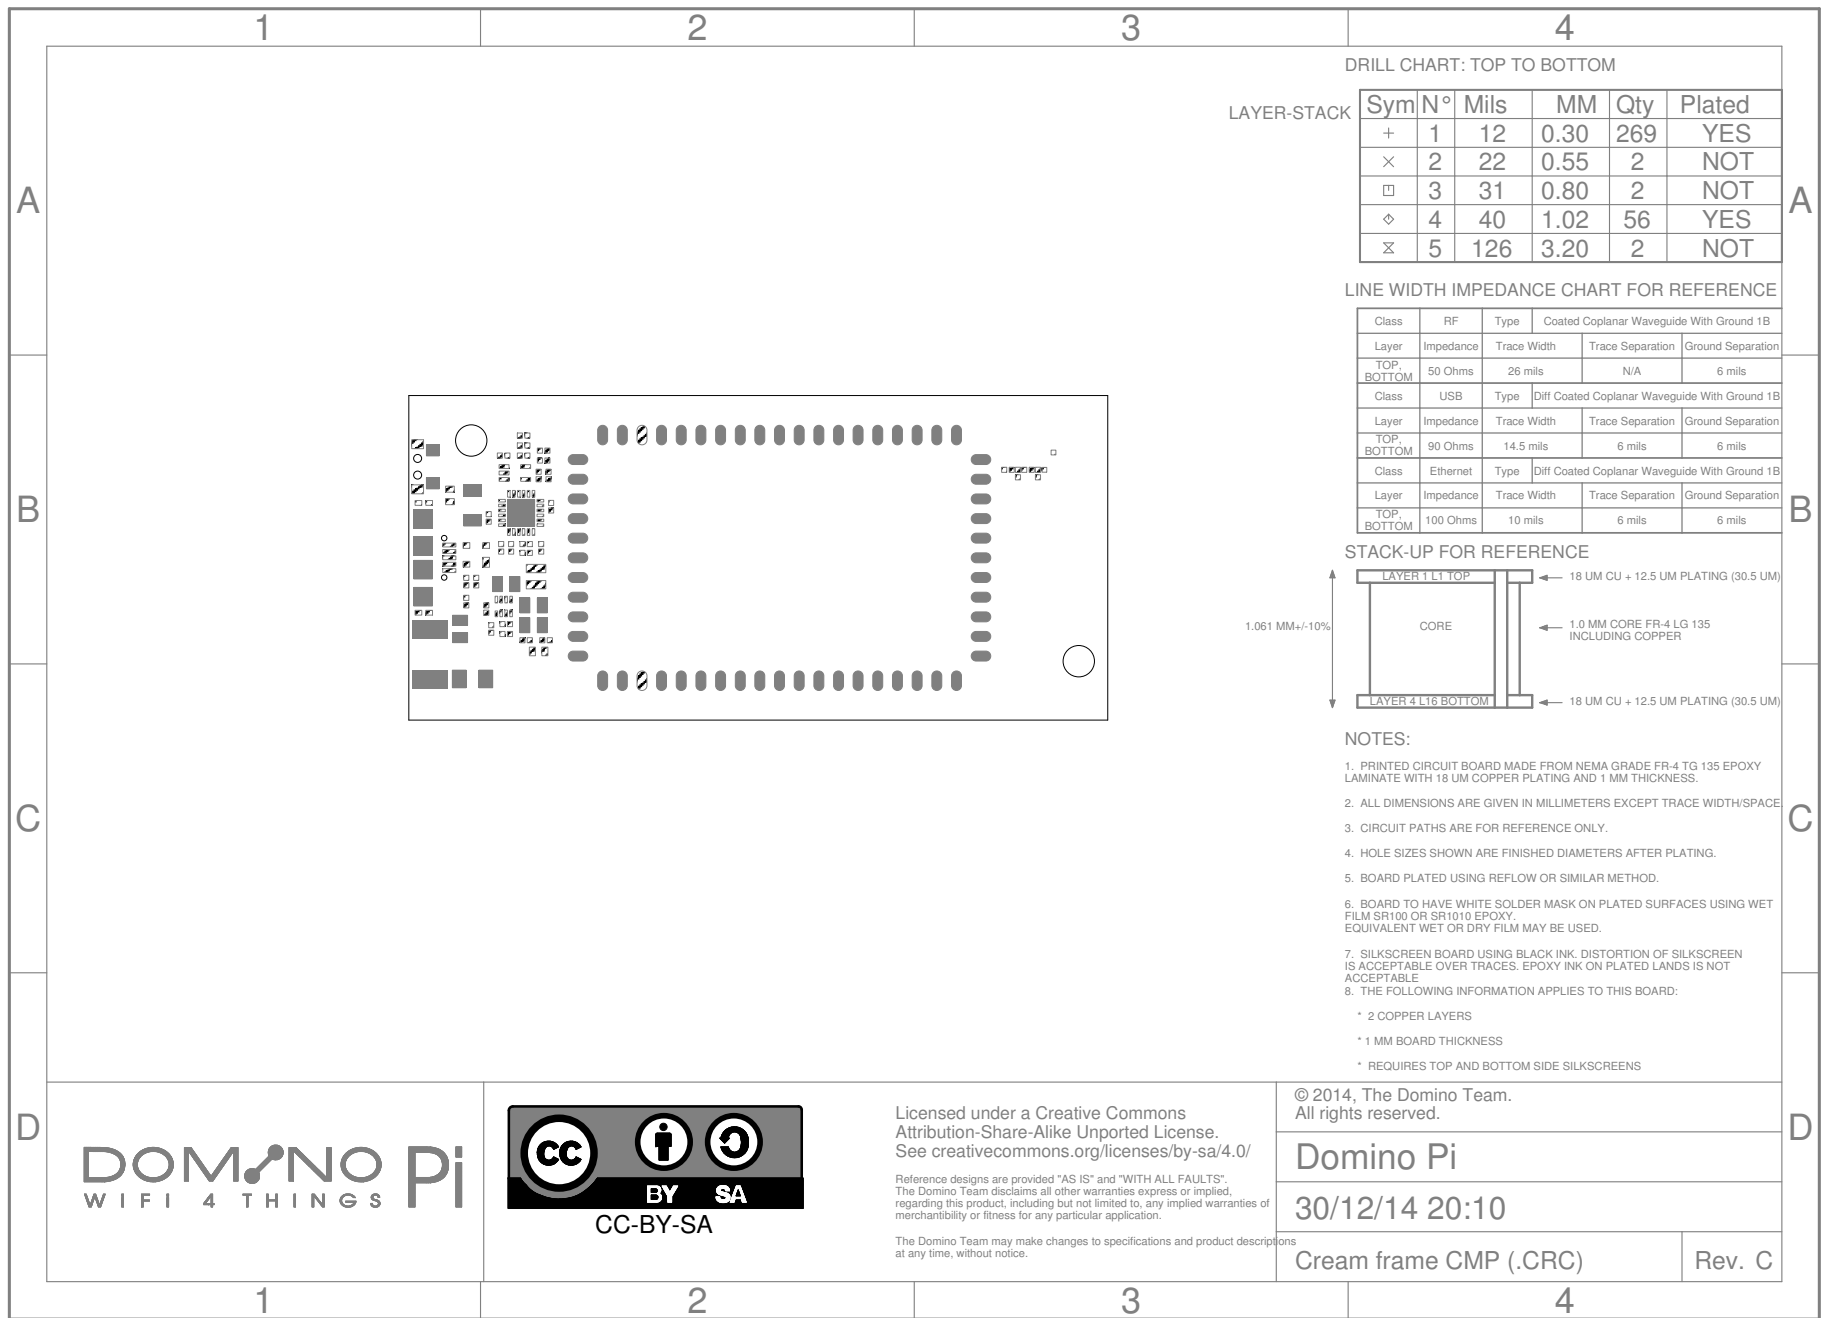 1 2 3 4
A
B
C
D
A
B
C
D
DRILL CHART: TOP TO BOTTOM
LAYER-STACK
Sym N° Mils MM Qty Plated
+ 1 12 0.30 269 YES
× 2 22 0.55 2 NOT
3 31 0.80 2 NOT
4 40 1.02 56 YES
5 126 3.20 2 NOT
LINE WIDTH IMPEDANCE CHART FOR REFERENCE
Class RF Type Coated Coplanar Waveguide With Ground 1B
Layer Impedance Trace Width Trace Separation Ground Separation
TOP, BOTTOM 50 Ohms 26 mils N/A 6 mils
Class USB Type Diff Coated Coplanar Waveguide With Ground 1B
Layer Impedance Trace Width Trace Separation Ground Separation
TOP, BOTTOM 90 Ohms 14.5 mils 6 mils 6 mils
Class Ethernet Type Diff Coated Coplanar Waveguide With Ground 1B
Layer Impedance Trace Width Trace Separation Ground Separation
TOP, BOTTOM 100 Ohms 10 mils 6 mils 6 mils
STACK-UP FOR REFERENCE
LAYER 1 L1 TOP
18 UM CU + 12.5 UM PLATING (30.5 UM)
1.061 MM+/-10%
CORE
1.0 MM CORE FR-4 LG 135
INCLUDING COPPER
LAYER 4 L16 BOTTOM
18 UM CU + 12.5 UM PLATING (30.5 UM)
NOTES:
1. PRINTED CIRCUIT BOARD MADE FROM NEMA GRADE FR-4 TG 135 EPOXY
LAMINATE WITH 18 UM COPPER PLATING AND 1 MM THICKNESS.
2. ALL DIMENSIONS ARE GIVEN IN MILLIMETERS EXCEPT TRACE WIDTH/SPACE
3. CIRCUIT PATHS ARE FOR REFERENCE ONLY.
4. HOLE SIZES SHOWN ARE FINISHED DIAMETERS AFTER PLATING.
5. BOARD PLATED USING REFLOW OR SIMILAR METHOD.
6. BOARD TO HAVE WHITE SOLDER MASK ON PLATED SURFACES USING WET
FILM SR100 OR SR1010 EPOXY.
EQUIVALENT WET OR DRY FILM MAY BE USED.
7. SILKSCREEN BOARD USING BLACK INK. DISTORTION OF SILKSCREEN
IS ACCEPTABLE OVER TRACES. EPOXY INK ON PLATED LANDS IS NOT
ACCEPTABLE
8. THE FOLLOWING INFORMATION APPLIES TO THIS BOARD:
* 2 COPPER LAYERS
* 1 MM BOARD THICKNESS
* REQUIRES TOP AND BOTTOM SIDE SILKSCREENS
DOMINO Pi
WIFI 4 THINGS
cc
BY SA
CC-BY-SA
Licensed under a Creative Commons
Attribution-Share-Alike Unported License.
See creativecommons.org/licenses/by-sa/4.0/
Reference designs are provided "AS IS" and "WITH ALL FAULTS".
The Domino Team disclaims all other warranties express or implied,
regarding this product, including but not limited to, any implied warranties of
merchantibility or fitness for any particular application.
The Domino Team may make changes to specifications and product descriptions
at any time, without notice.
© 2014, The Domino Team.
All rights reserved.
Domino Pi
30/12/14 20:10
Cream frame CMP (.CRC) Rev. C
1 2 3 4